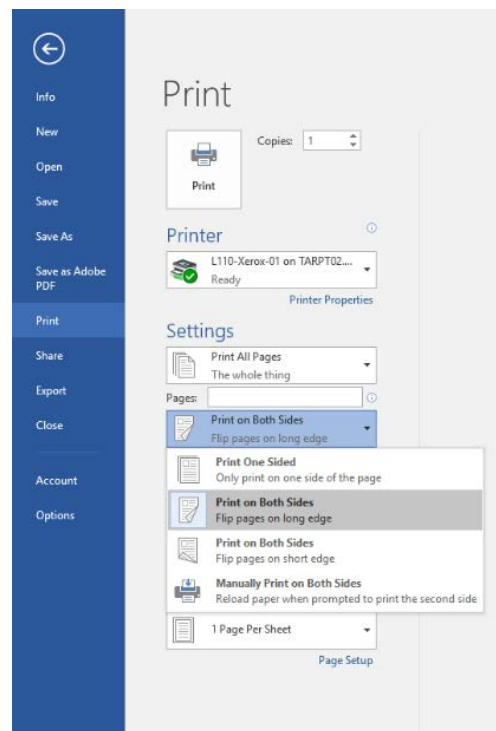 Info
New
Open
Save
Save As
Save as Adobe
PDF
Print
Share
Export
Close
Account
Options
Print
Copies: 1
Print
Printer
L110-Xerox-01 on TARPT02....
Ready
Printer Properties
Settings
Print All Pages
The whole thing
Pages:
Print on Both Sides
Flip pages on long edge
Print One Sided
Only print on one side of the page
Print on Both Sides
Flip pages on long edge
Print on Both Sides
Flip pages on short edge
Manually Print on Both Sides
Reload paper when prompted to print the second side
1 Page Per Sheet
Page Setup